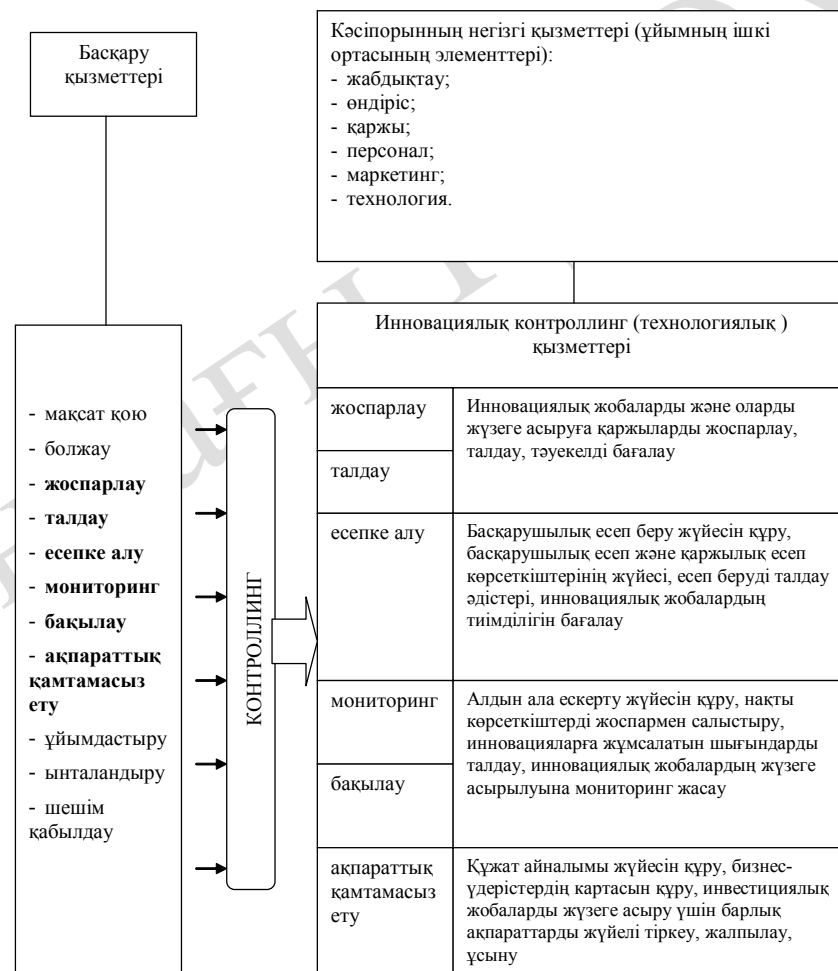 Басқару
қызметтері
Кәсіпорынның негізгі қызметтері (ұйымның ішкі
ортасының элементтері):
- жабдықтау;
- өндіріс;
- қаржы;
- персонал;
- маркетинг;
- технология.
- мақсат қою
- болжау
- жоспарлау
- талдау
- есепке алу
- мониторинг
- бақылау
- ақпараттық
қамтамасыз
ету
- ұйымдастыру
- ынталандыру
- шешім
қабылдау
КОНТРОЛЛИНГ
Инновациялық контроллинг (технологиялық )
қызметтері
жоспарлау
талдау
Инновациялық жобаларды және оларды
жүзеге асыруға қаржыларды жоспарлау,
талдау, тәуекелді бағалау
есепке алу
Басқарушылық есеп беру жүйесін құру,
басқарушылық есеп және қаржылық есеп
көрсеткіштерінің жүйесі, есеп беруді талдау
әдістері, инновациялық жобалардың
тиімділігін бағалау
мониторинг
бақылау
Алдын ала ескерту жүйесін құру, нақты
көрсеткіштерді жоспармен салыстыру,
инновацияларға жұмсалатын шығындарды
талдау, инновациялық жобалардың жүзеге
асырылуына мониторинг жасау
ақпараттық
қамтамасыз
ету
Құжат айналымы жүйесін құру, бизнес-
үдерістердің картасын құру, инвестициялық
жобаларды жүзеге асыру үшін барлық
ақпараттарды жүйелі тіркеу, жалпылау,
ұсыну